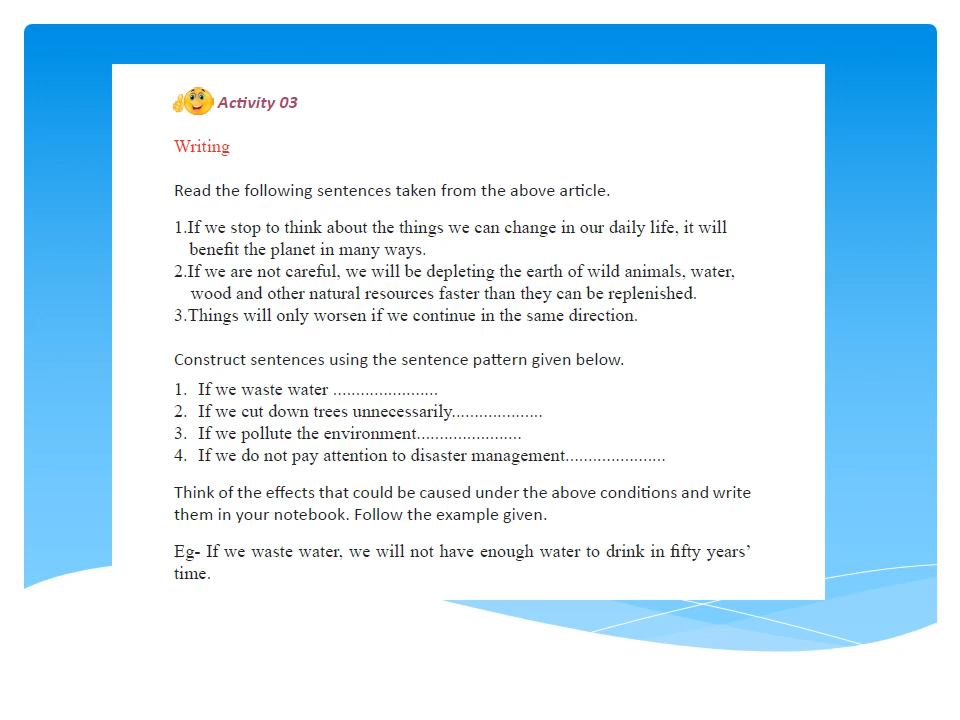 Activity 03
Writing
Read the following sentences taken from the above article.
1.If we stop to think about the things we can change in our daily life, it will
benefit the planet in many ways.
2.If we are not careful, we will be depleting the earth of wild animals, water,
wood and other natural resources faster than they can be replenished.
3.Things will only worsen if we continue in the same direction.
Construct sentences using the sentence pattern given below.
1. If we waste water .......................
2. If we cut down trees unnecessarily....................
3. If we pollute the environment.......................
4. If we do not pay attention to disaster management......................
Think of the effects that could be caused under the above conditions and write
them in your notebook. Follow the example given.
Eg- If we waste water, we will not have enough water to drink in fifty years’
time.